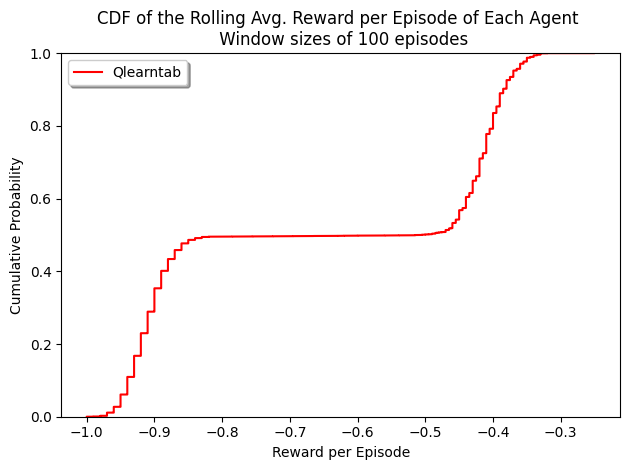 CDF of the Rolling Avg. Reward per Episode of Each Agent
Window sizes of 100 episodes
Qlearntab
1.0
0.8
0.6
0.4
0.2
0.0
Cumulative Probability
−1.0 −0.9 −0.8 −0.7 −0.6 −0.5 −0.4 −0.3
Reward per Episode